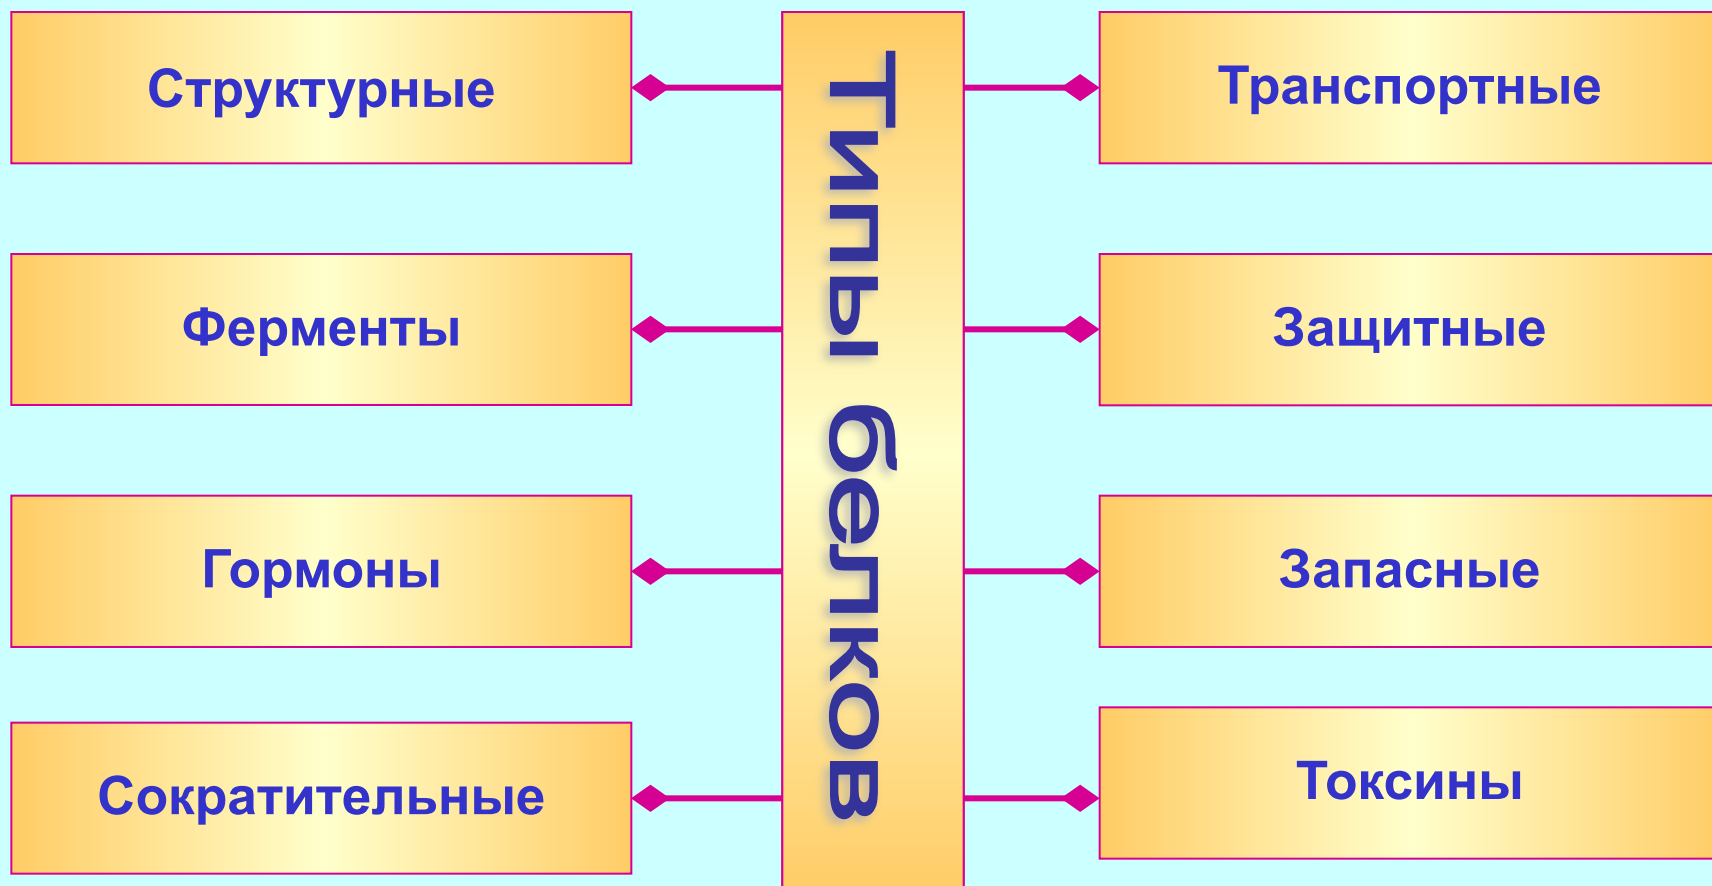 Типы белков
Структурные
Ферменты
Гормоны
Сократительные
Транспортные
Защитные
Запасные
Токсины